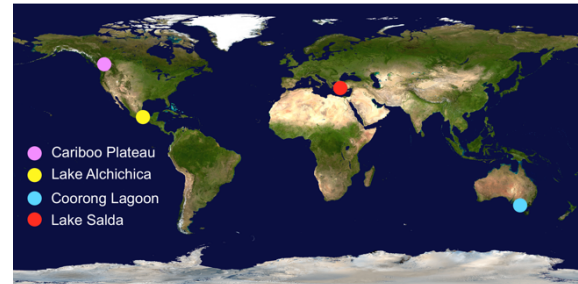 Cariboo Plateau
Lake Alchichica
Coorong Lagoon
Lake Salda